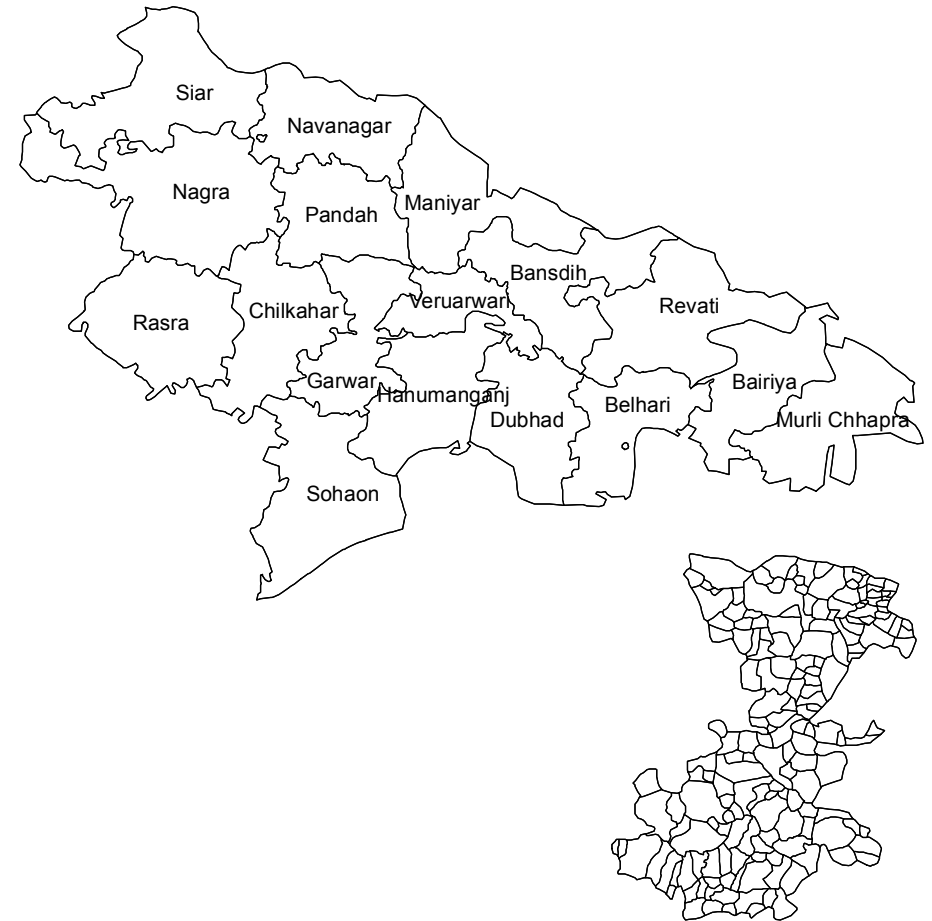 Siar
Navanagar
Nagra
Maniyar
Pandah
Bansdih
Veruarwari
Revati
Chilkahar
Rasra
Garwar
Bairiya
Hanumanganj
Belhari
Dubhad
Murli Chhapra
Sohaon